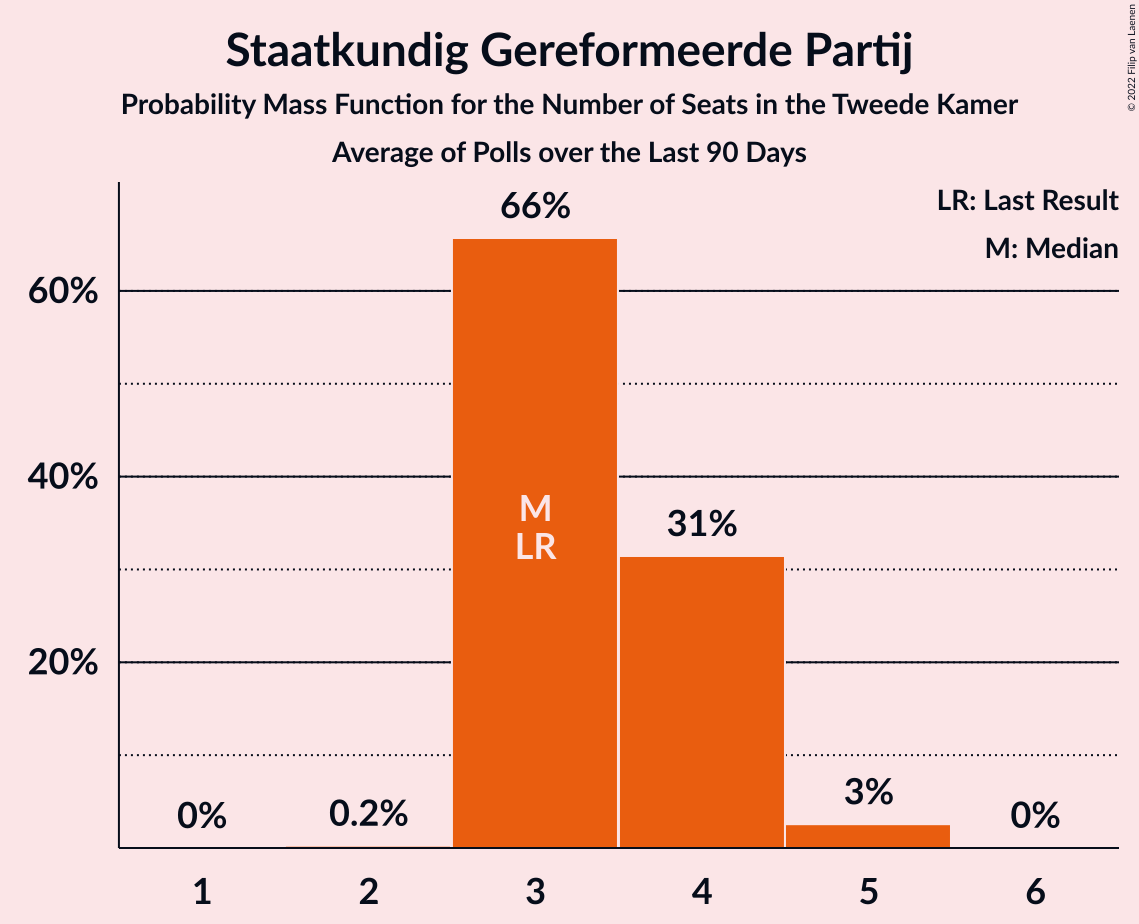 Staatkundig Gereformeerde Partij
Probability Mass Function for the Number of Seats in the Tweede Kamer
Average of Polls over the Last 90 Days
© 2022 Filip van Laenen
LR: Last Result
M: Median
60%
40%
20%
66%
M
LR
31%
0%
0.2%
3%
0%
1 2 3 4 5 6